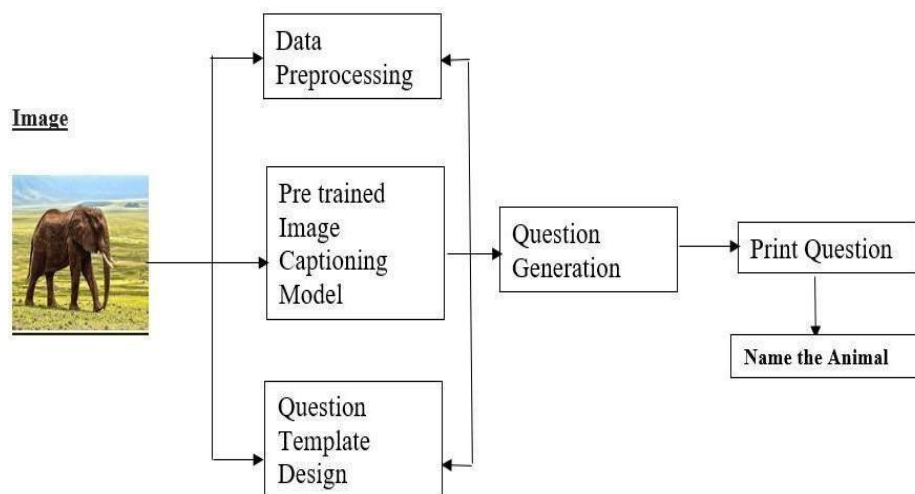 Image
Data
Preprocessing
Pre trained
Image
Captioning
Model
Question
Template
Design
Question
Generation
Print Question
Name the Animal